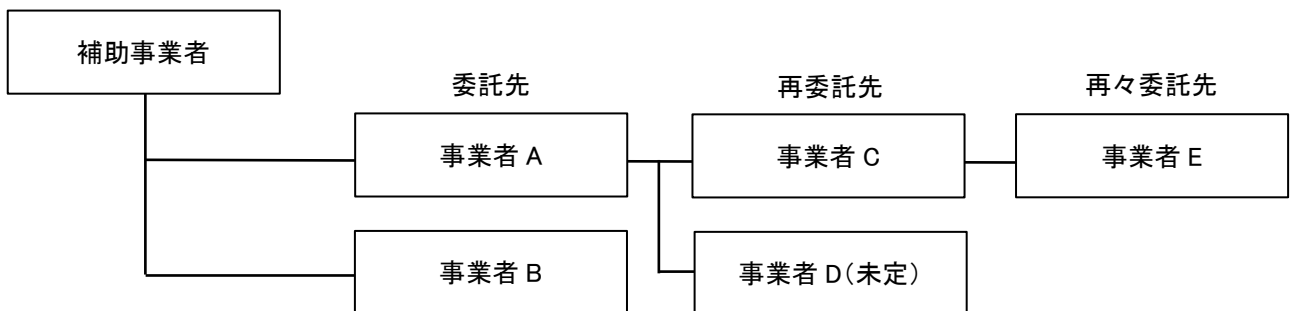 補助事業者
委託先
再委託先
再々委託先
事業者 A
事業者 C
事業者 E
事業者 B
事業者 D(未定)